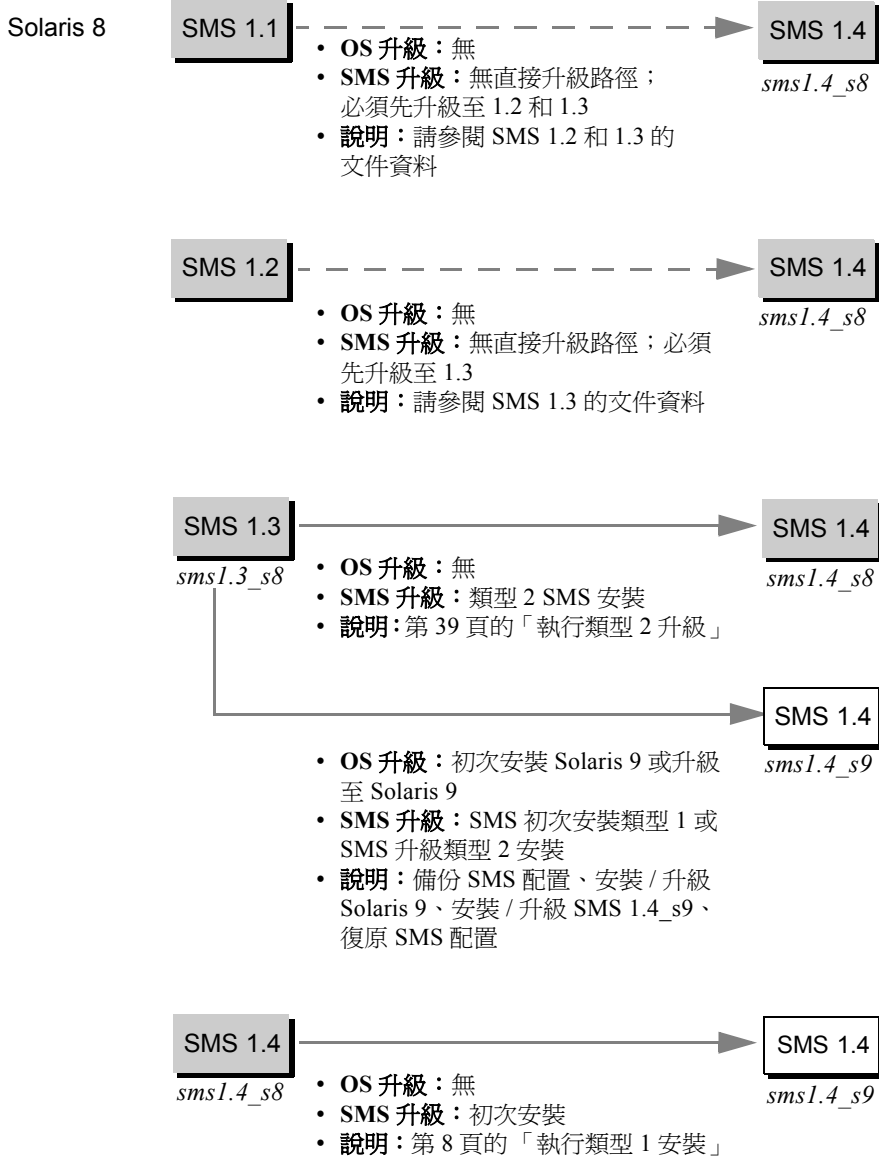 Solaris 8
SMS 1.1
SMS 1.4
sms1.4_s8
• OS 升級：無
• SMS 升級：無直接升級路徑；
必須先升級至 1.2 和 1.3
• 說明：請參閱 SMS 1.2 和 1.3 的
文件資料
SMS 1.2
SMS 1.4
sms1.4_s8
• OS 升級：無
• SMS 升級：無直接升級路徑；必須
先升級至 1.3
• 說明：請參閱 SMS 1.3 的文件資料
SMS 1.3
sms1.3_s8
SMS 1.4
sms1.4_s8
• OS 升級：無
• SMS 升級：類型 2 SMS 安裝
• 說明：第 39 頁的「執行類型 2 升級」
SMS 1.4
sms1.4_s9
• OS 升級：初次安裝 Solaris 9 或升級
至 Solaris 9
• SMS 升級：SMS 初次安裝類型 1 或
SMS 升級類型 2 安裝
• 說明：備份 SMS 配置、安裝 / 升級
Solaris 9、安裝 / 升級 SMS 1.4_s9、
復原 SMS 配置
SMS 1.4
sms1.4_s8
SMS 1.4
sms1.4_s9
• OS 升級：無
• SMS 升級：初次安裝
• 說明：第 8 頁的「執行類型 1 安裝」